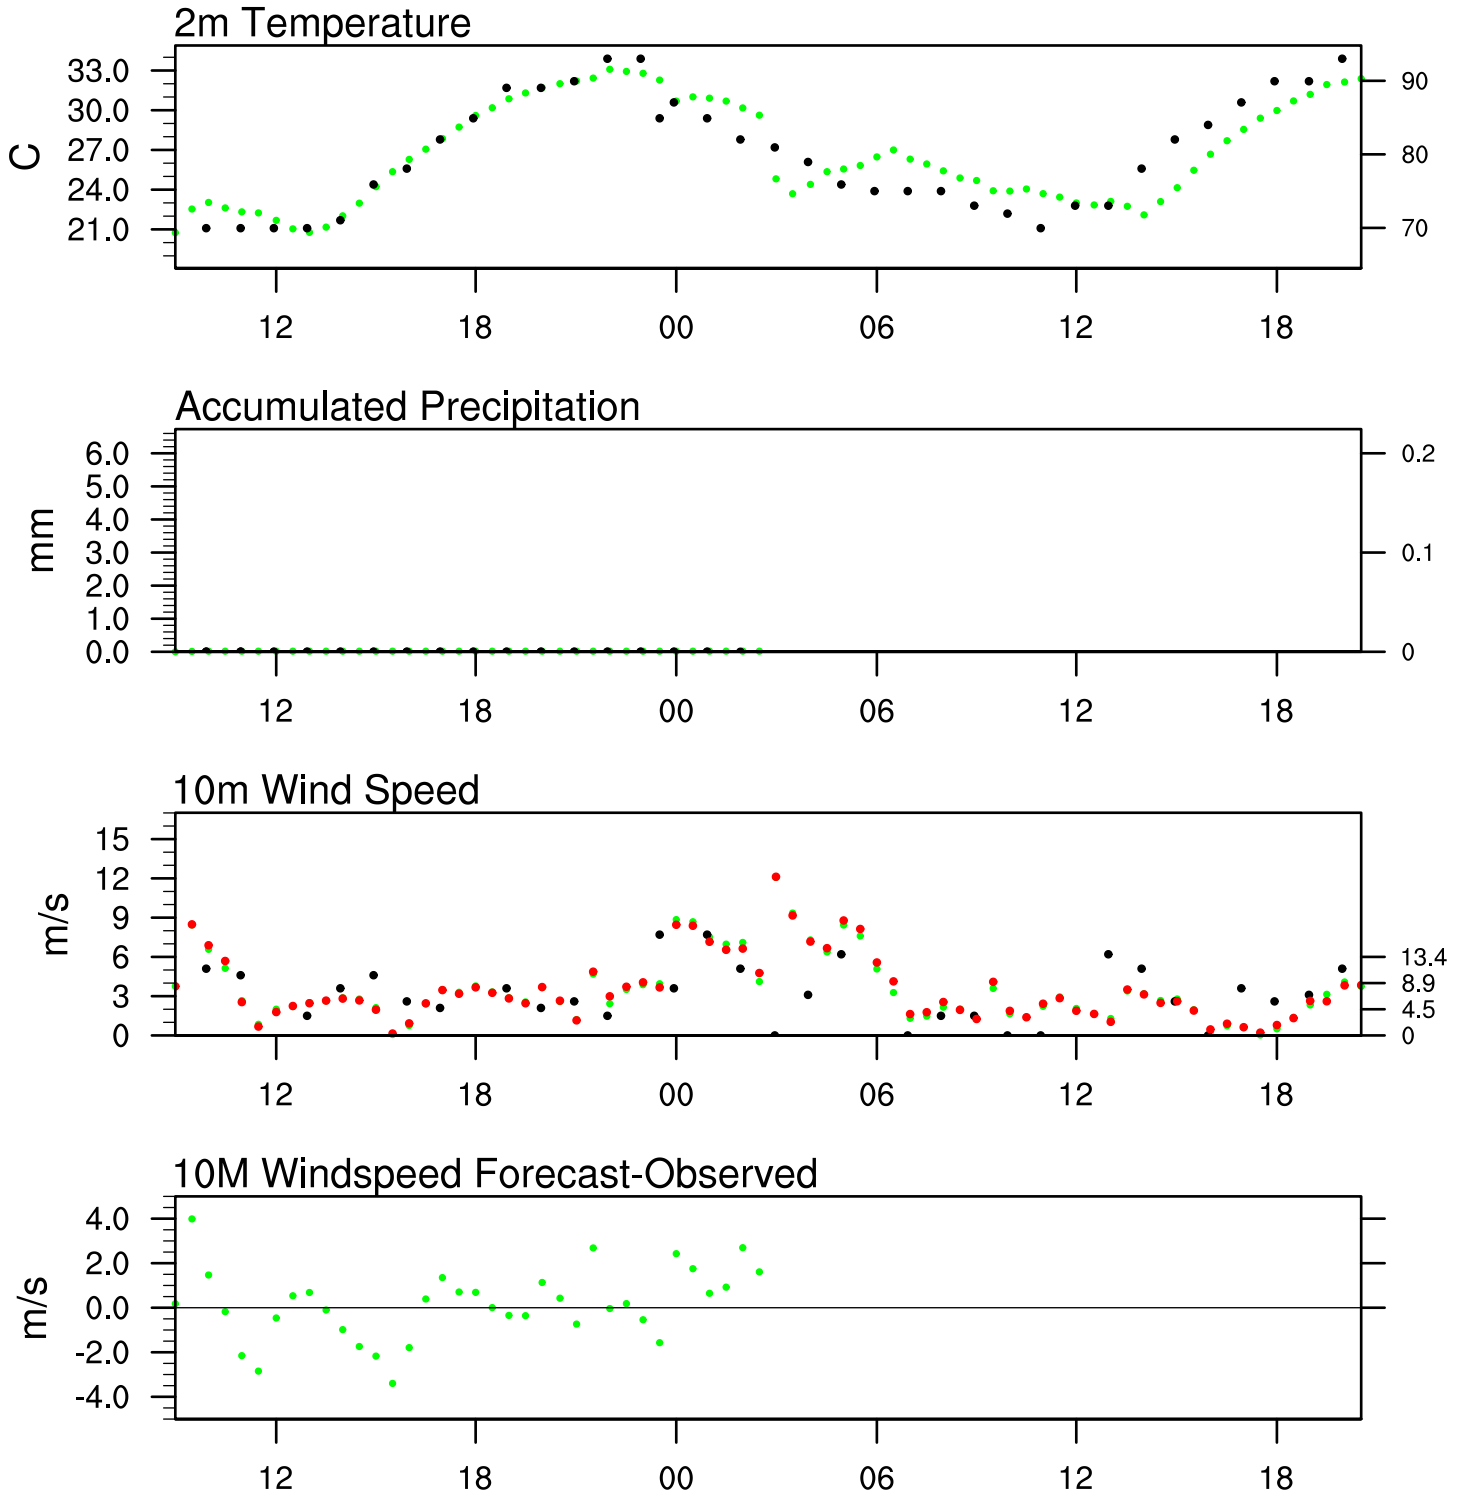 2m Temperature
C
33.0
30.0
27.0
24.0
21.0
90
80
70
12 18 00 06 12 18
Accumulated Precipitation
mm
6.0
5.0
4.0
3.0
2.0
1.0
0.0
0.2
0.1
0
12 18 00 06 12 18
10m Wind Speed
m/s
15
12
9
6
3
0
13.4
8.9
4.5
0
12 18 00 06 12 18
10M Windspeed Forecast-Observed
m/s
4.0
2.0
0.0
-2.0
-4.0
12 18 00 06 12 18